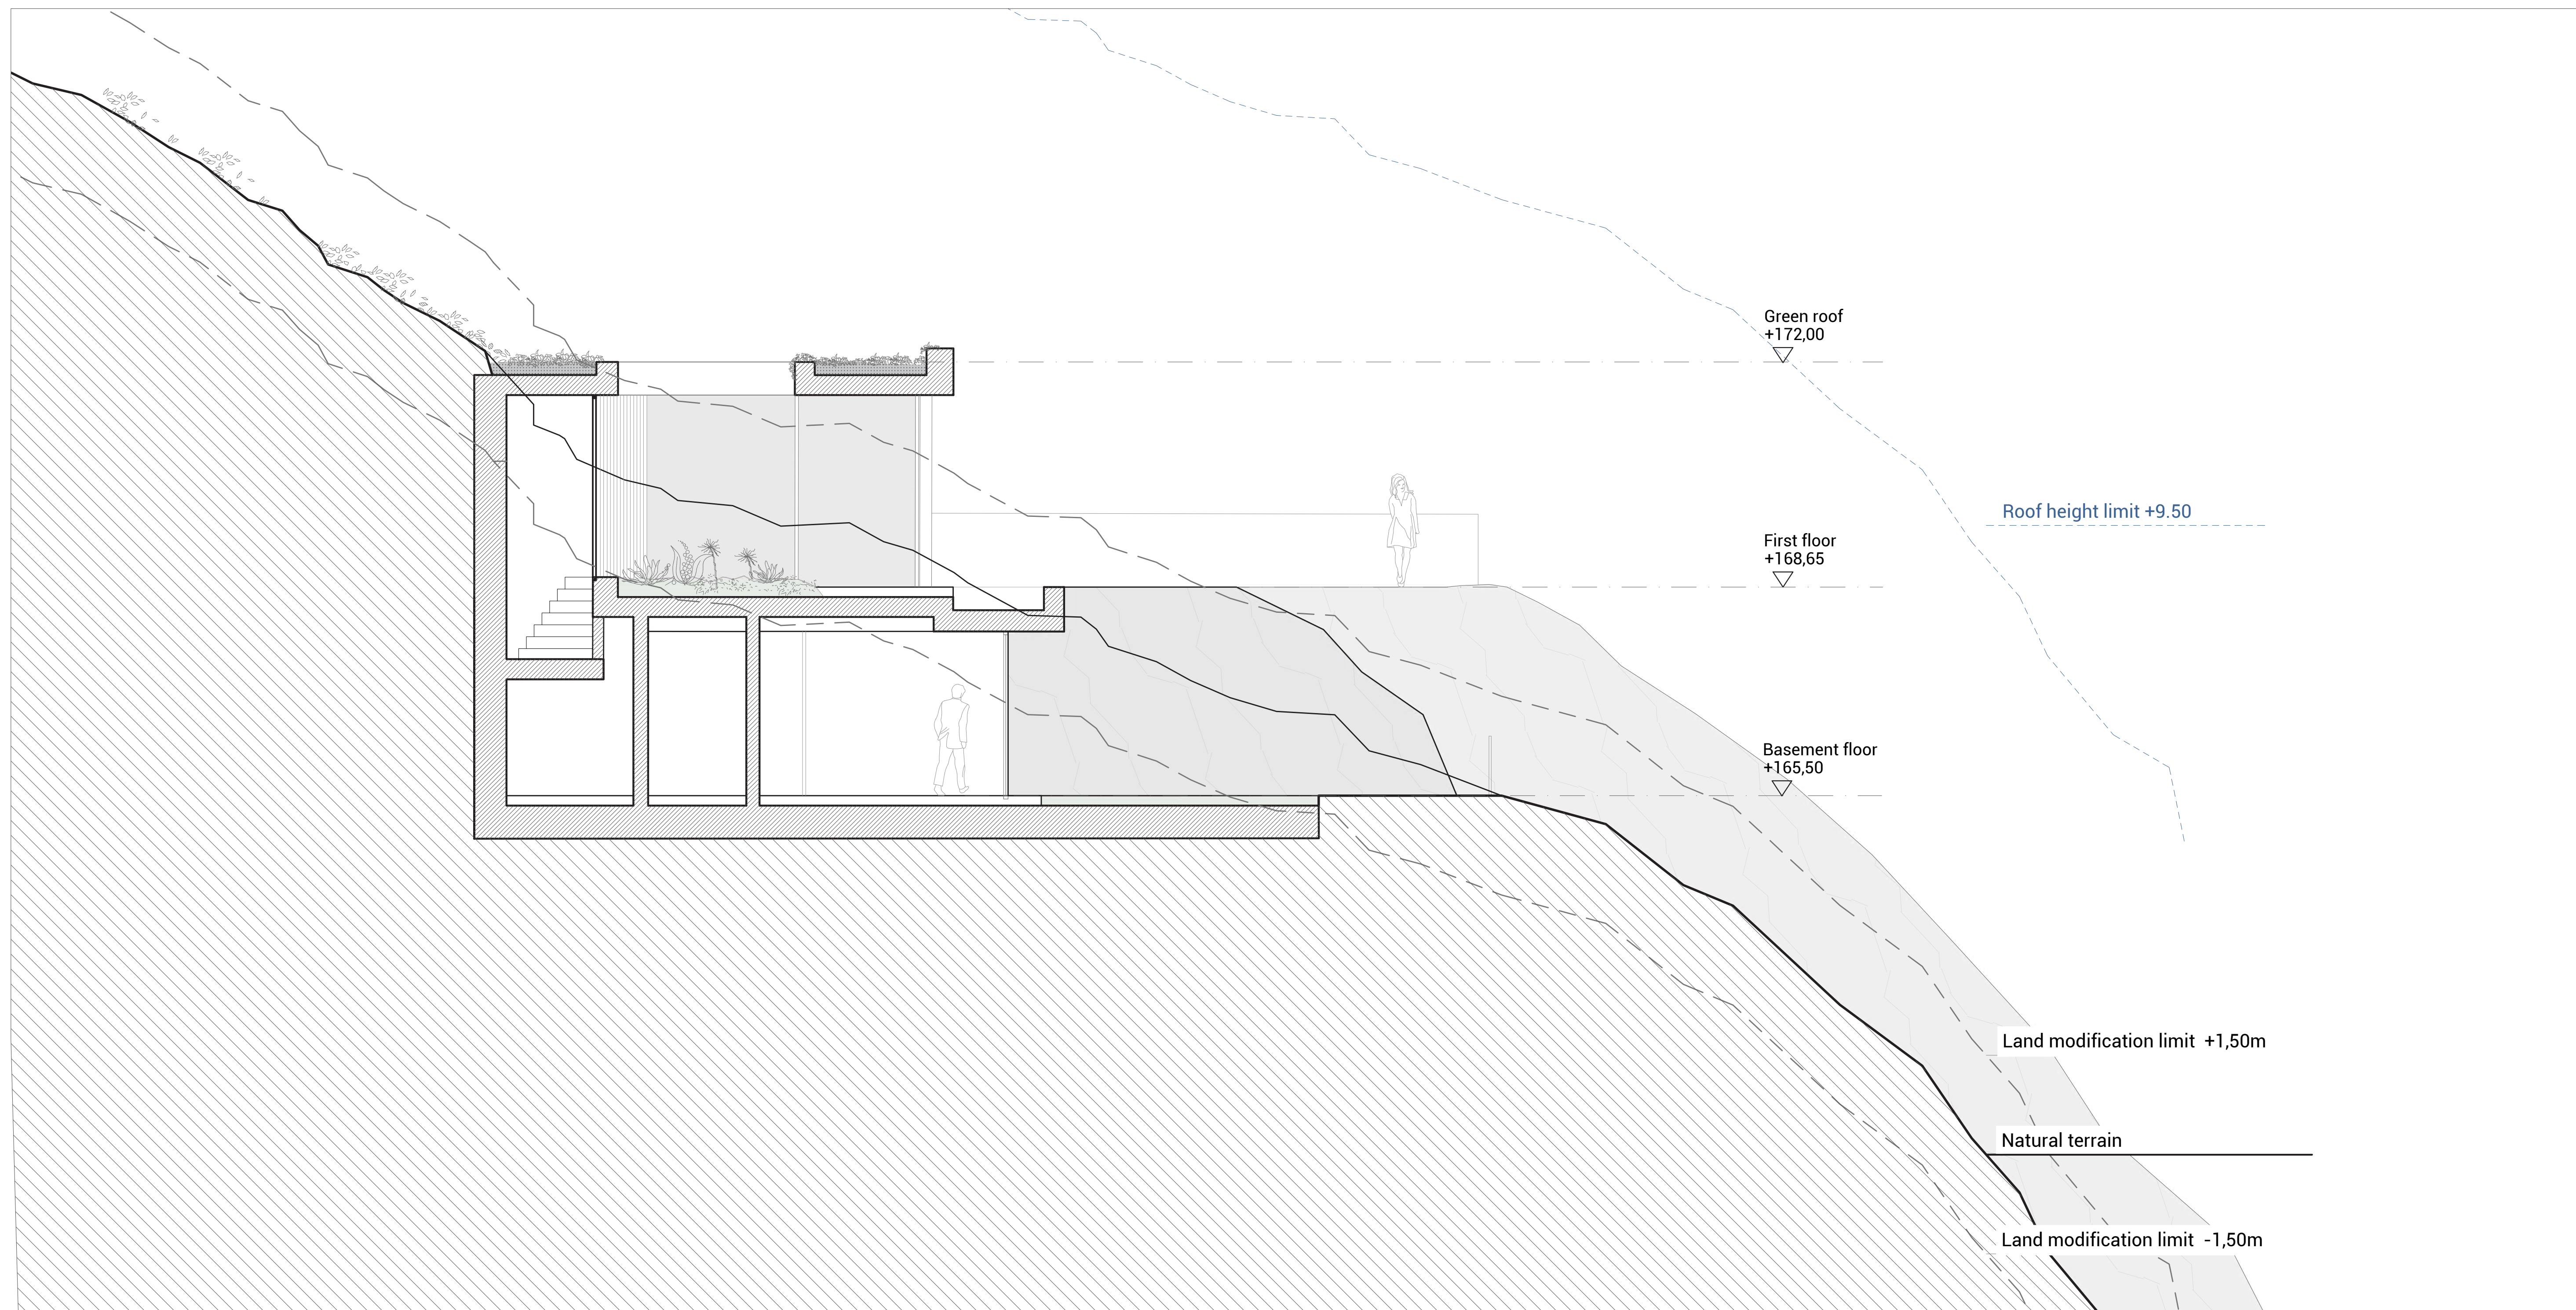 Green roof
+172,00
Roof height limit +9.50
First floor
+168,65
Basement floor
+165,50
Land modification limit +1,50m
Natural terrain
Land modification limit -1,50m